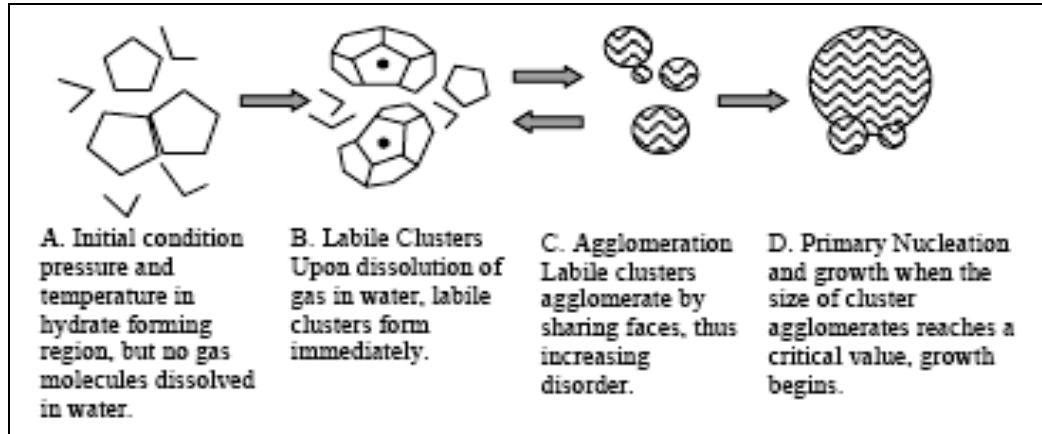 A. Initial condition
pressure and
temperature in
hydrate forming
region, but no gas
molecules dissolved
in water.
B. Labile Clusters
Upon dissolution of
gas in water, labile
clusters form
immediately.
C. Agglomeration
Labile clusters
agglomerate by
sharing faces, thus
increasing
disorder.
D. Primary Nucleation
and growth when the
size of cluster
agglomerates reaches a
critical value, growth
begins.